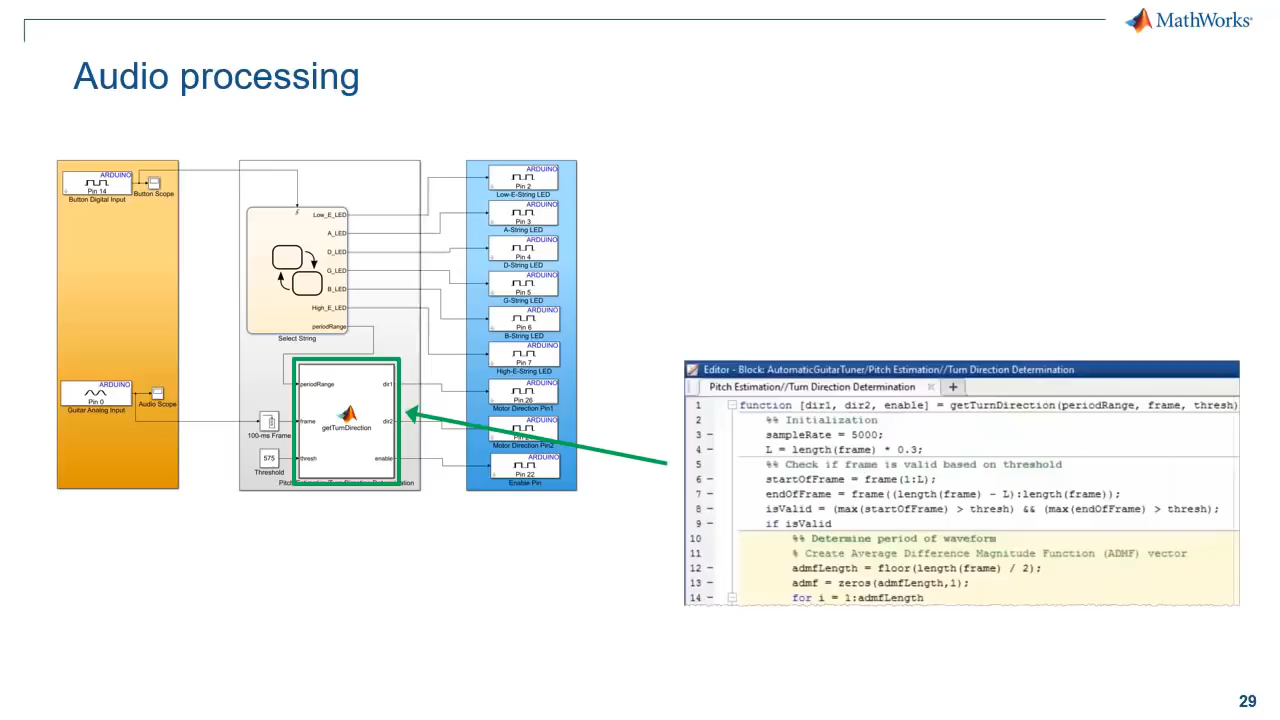 MathWorks®
Audio processing
ARDUINO
Pin 14
Button Digital Input
Button Scope
ARDUINO
Pin 0
Guitar Analog Input
Audio Scope
Low_E_LED
A_LED
D_LED
G_LED
B_LED
High_E_LED
periodRange
Select String
100-ms Frame
575
Threshold
periodRange
frame
thresh
getTurnDirection
dir1
dir2
enable
ARDUINO
Pin 2
Low-E-String LED
ARDUINO
Pin 3
A-String LED
ARDUINO
Pin 4
D-String LED
ARDUINO
Pin 5
G-String LED
ARDUINO
Pin 6
B-String LED
ARDUINO
Pin 7
High-E-String LED
ARDUINO
Pin 26
Motor Direction Pin1
ARDUINO
Motor Direction Pin2
ARDUINO
Pin 22
Enable Pin
Editor - Block: AutomaticGuitarTuner/Pitch Estimation//Turn Direction Determination
Pitch Estimation//Turn Direction Determination × +
1 function [dir1, dir2, enable] = getTurnDirection(periodRange, frame, thresh)
2 %% Initialization
3 – sampleRate = 5000;
4 – L = length(frame) * 0.3;
5 %% Check if frame is valid based on threshold
6 – startOfFrame = frame(1:L);
7 – endOfFrame = frame((length(frame) - L):length(frame));
8 – isValid = (max(startOfFrame) > thresh) && (max(endOfFrame) > thresh);
9 – if isValid
10 %% Determine period of waveform
11 % Create Average Difference Magnitude Function (ADMF) vector
12 – admfLength = floor(length(frame) / 2);
13 – admf = zeros(admfLength,1);
14 – for i = 1:admfLength
29